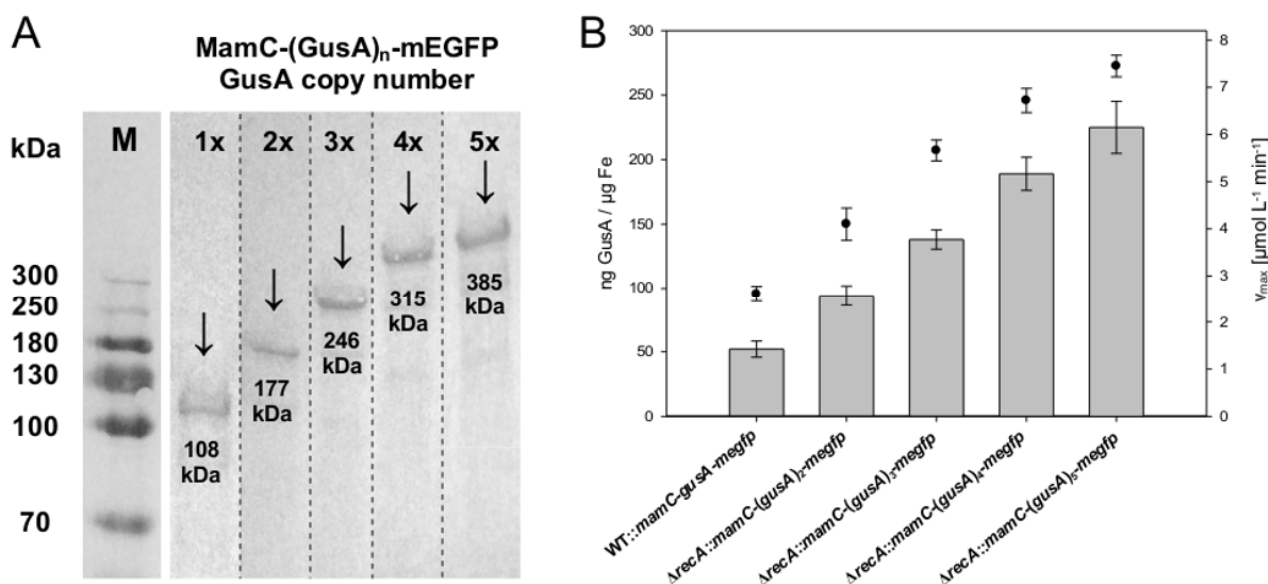 A
MamC-(GusA)n-mEGFP
GusA copy number
kDa
M
1x
2x
3x
4x
5x
300
250
180
130
100
70
108
kDa
177
kDa
246
kDa
315
kDa
385
kDa
B
300
250
200
150
100
50
0
ng GusA / µg Fe
8
7
6
5
4
3
2
1
0
vmax [µmol L-1 min-1]
WT::mamC-gusA-megfp
ΔrecA::mamC-(gusA)2-megfp
ΔrecA::mamC-(gusA)3-megfp
ΔrecA::mamC-(gusA)4-megfp
ΔrecA::mamC-(gusA)5-megfp